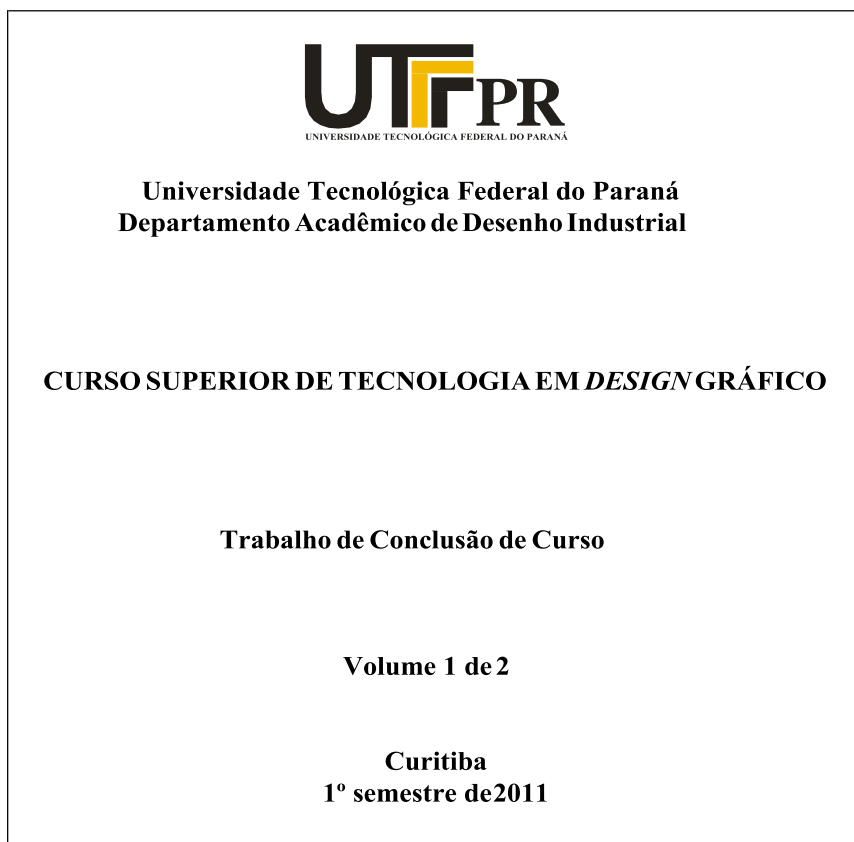 UTFPR
UNIVERSIDADE TECNOLÓGICA FEDERAL DO PARANÁ
Universidade Tecnológica Federal do Paraná
Departamento Acadêmico de Desenho Industrial
CURSO SUPERIOR DE TECNOLOGIA EM DESIGN GRÁFICO
Trabalho de Conclusão de Curso
Volume 1 de 2
Curitiba
1º semestre de2011